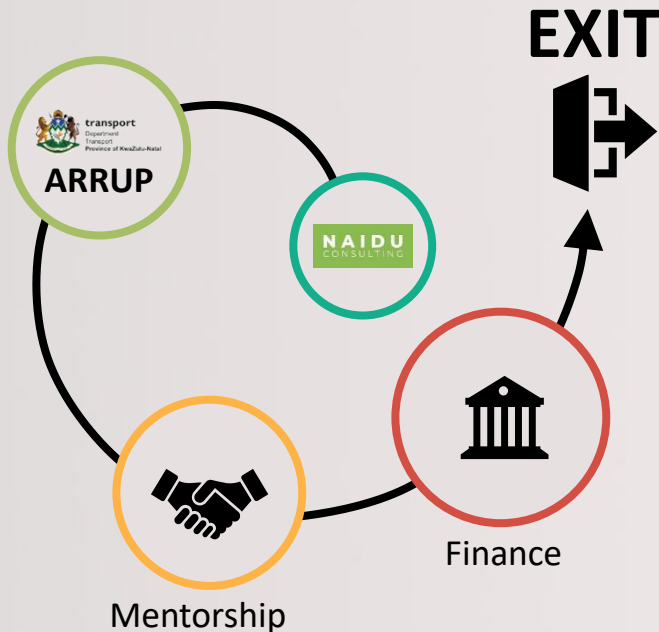 EXIT
transport
Department
Transport
Province of KwaZulu-Natal
ARRUP
NAIDU
CONSULTING
Finance
Mentorship